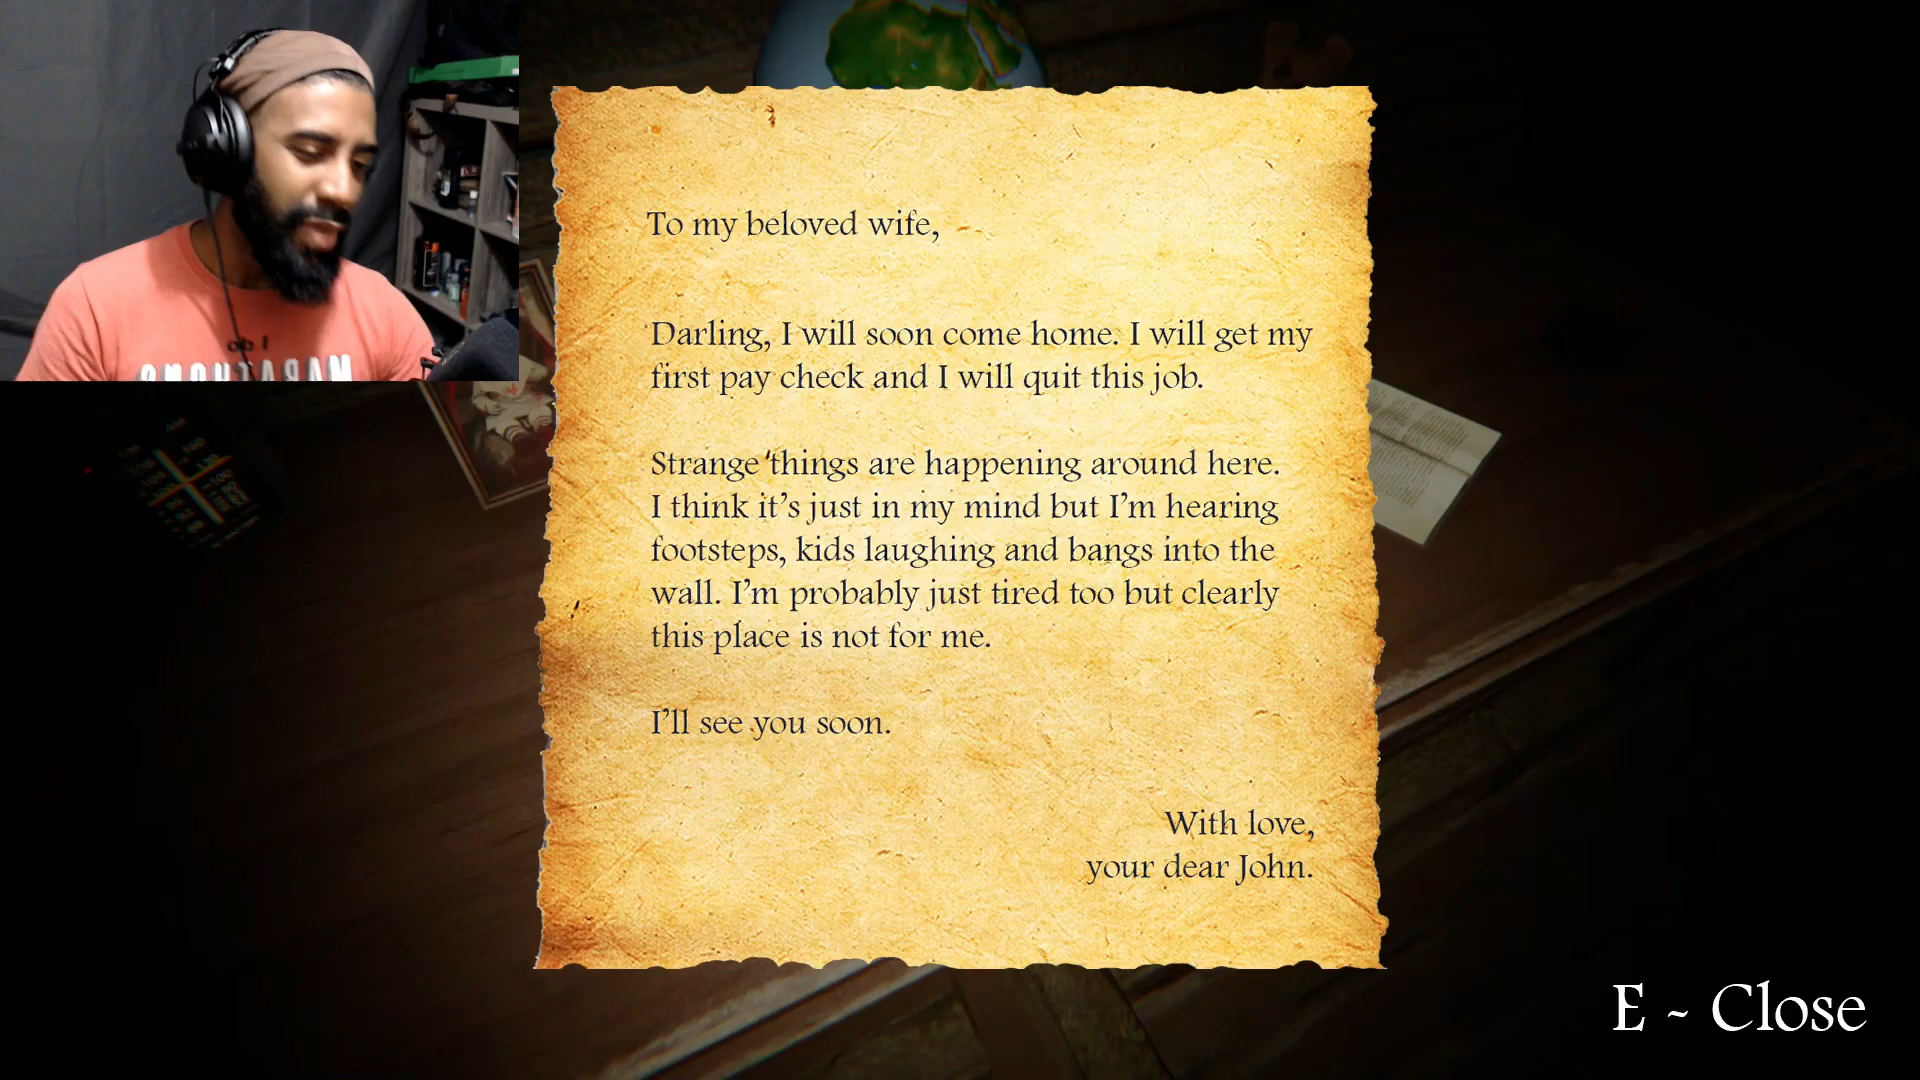 To my beloved wife,
Darling, I will soon come home. I will get my
first pay check and I will quit this job.
Strange things are happening around here.
I think it's just in my mind but I'm hearing
footsteps, kids laughing and bangs into the
wall. I'm probably just tired too but clearly
this place is not for me.
I'll see you soon.
With love,
your dear John.
E ~ Close
I do
MARATHONS